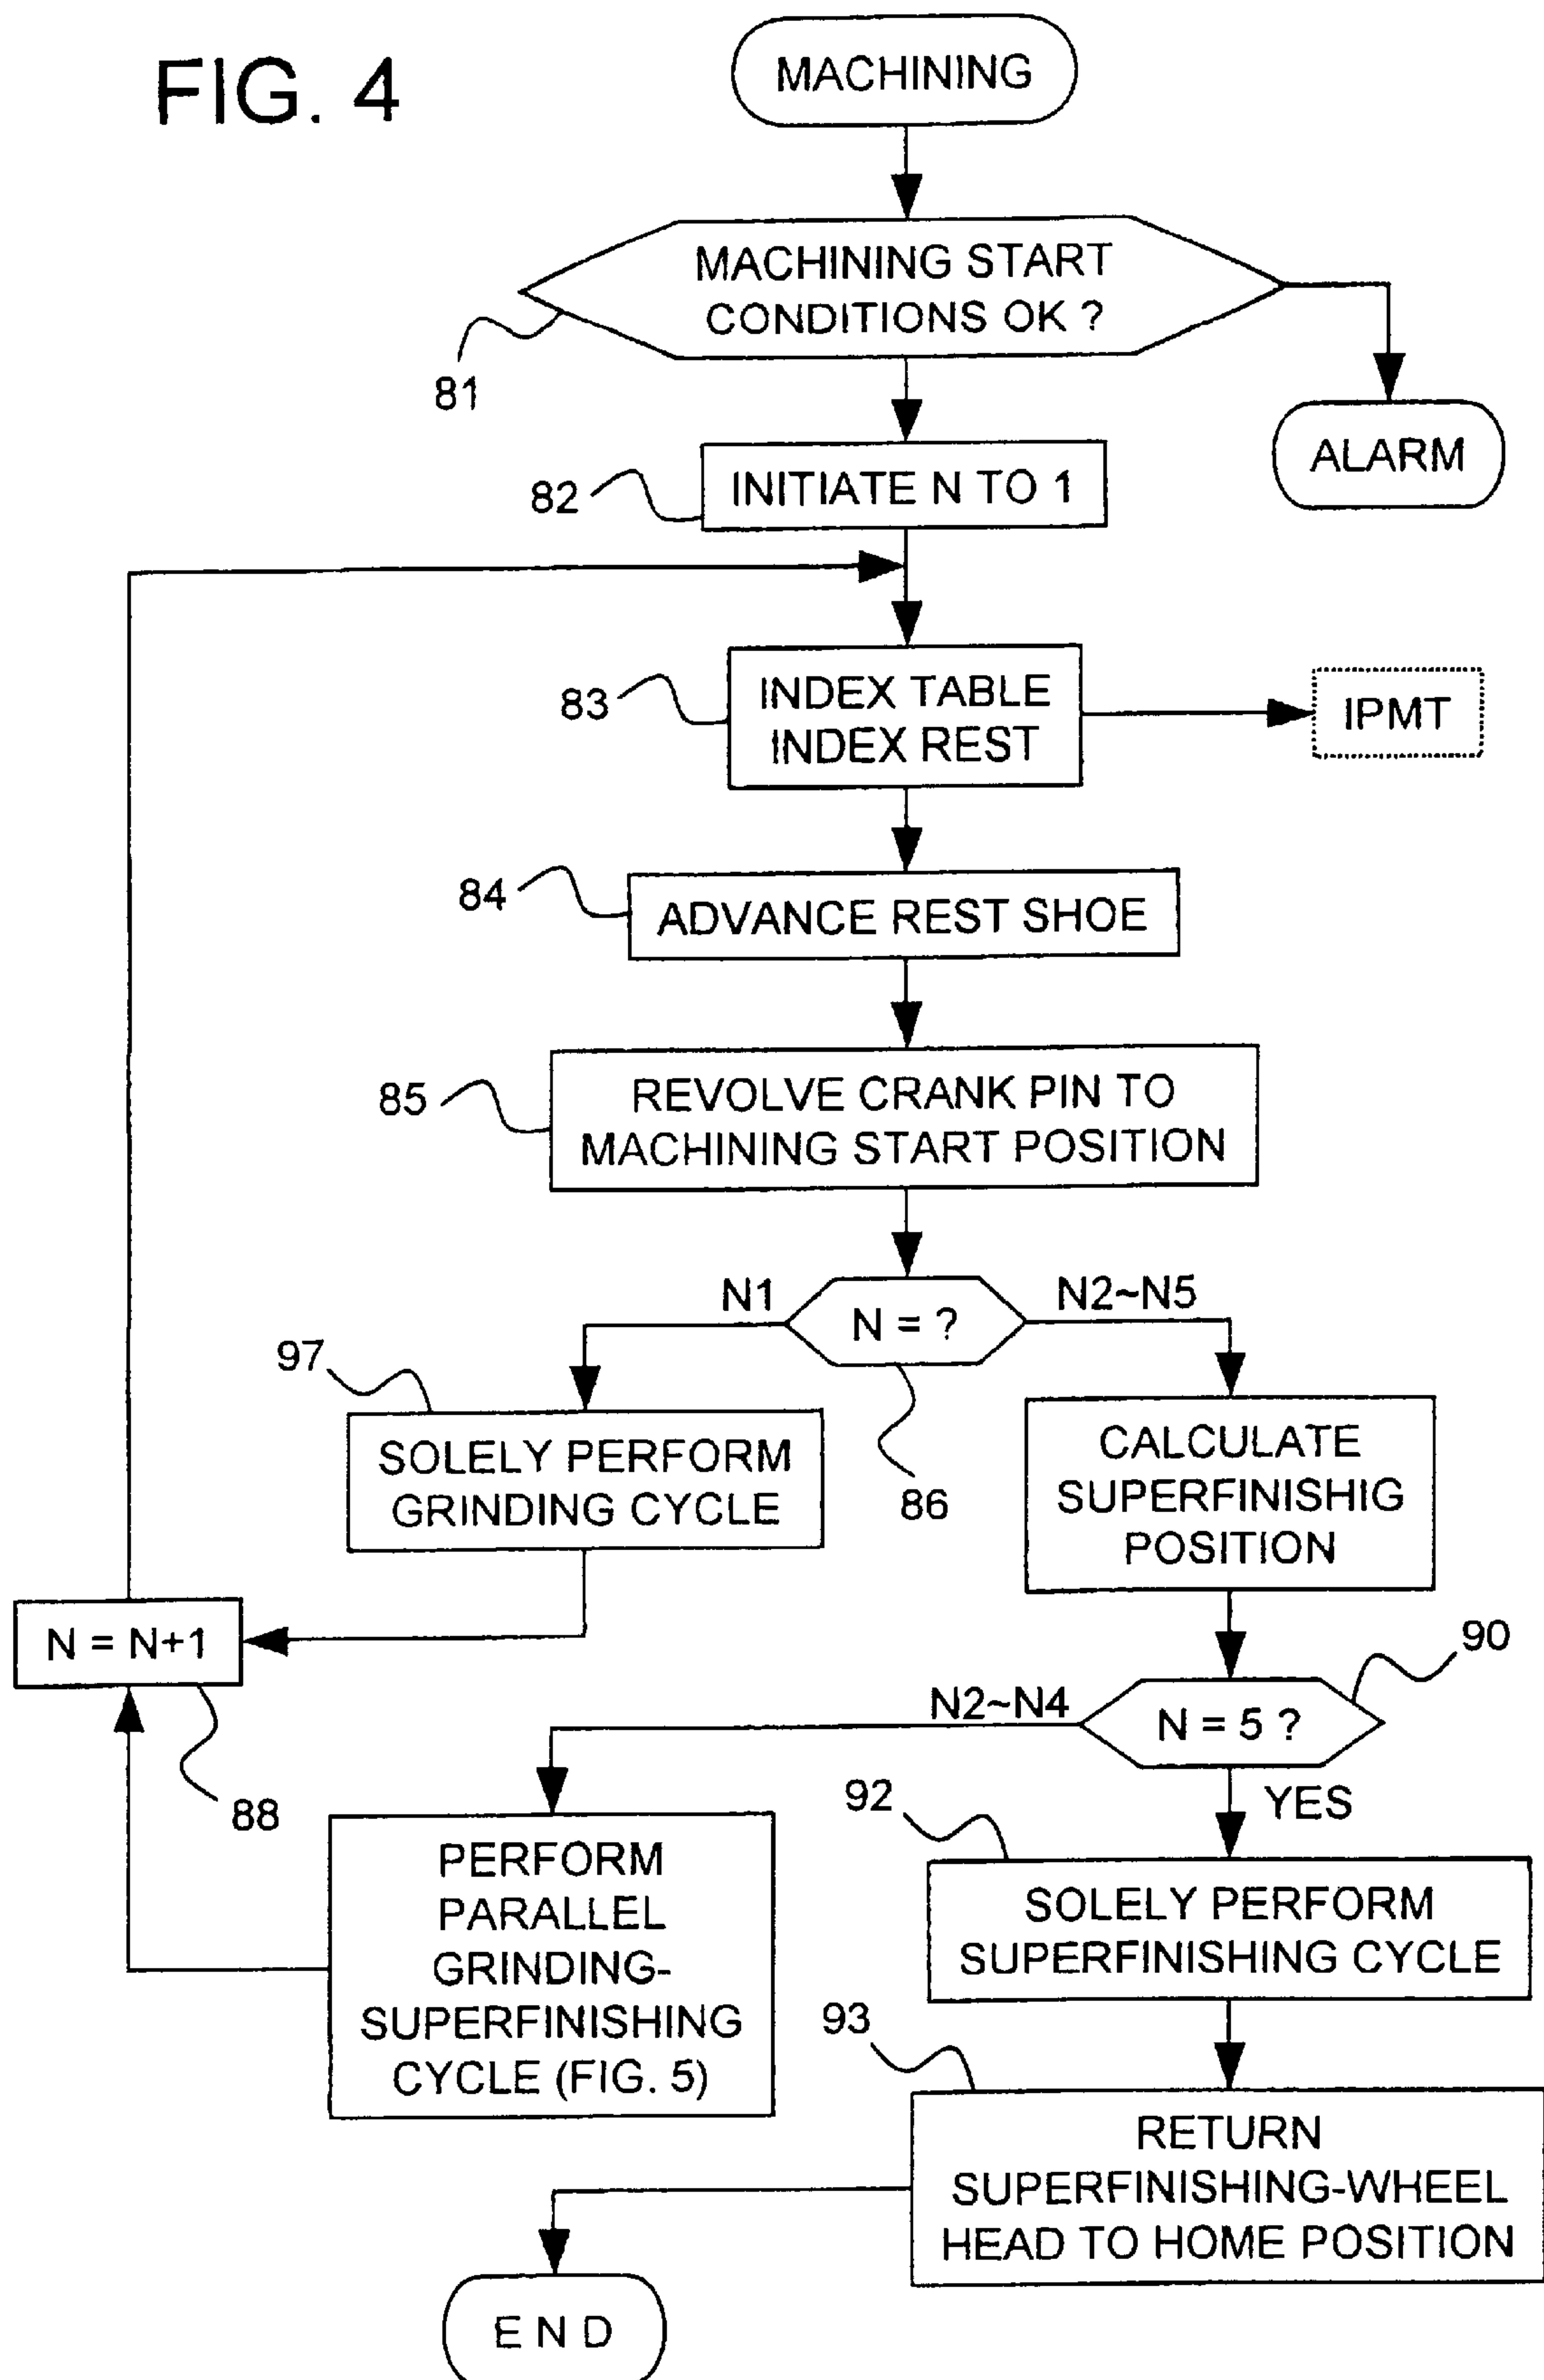 FIG. 4
MACHINING
MACHINING START
CONDITIONS OK ?
81
ALARM
82
INITIATE N TO 1
83
INDEX TABLE
INDEX REST
IPMT
84
ADVANCE REST SHOE
85
REVOLVE CRANK PIN TO
MACHINING START POSITION
N1
N = ?
N2~N5
86
97
SOLELY PERFORM
GRINDING CYCLE
CALCULATE
SUPERFINISHIG
POSITION
N = N+1
88
90
N2~N4
N = 5 ?
YES
PERFORM
PARALLEL
GRINDING-
SUPERFINISHING
CYCLE (FIG. 5)
92
SOLELY PERFORM
SUPERFINISHING CYCLE
93
RETURN
SUPERFINISHING-WHEEL
HEAD TO HOME POSITION
E N D